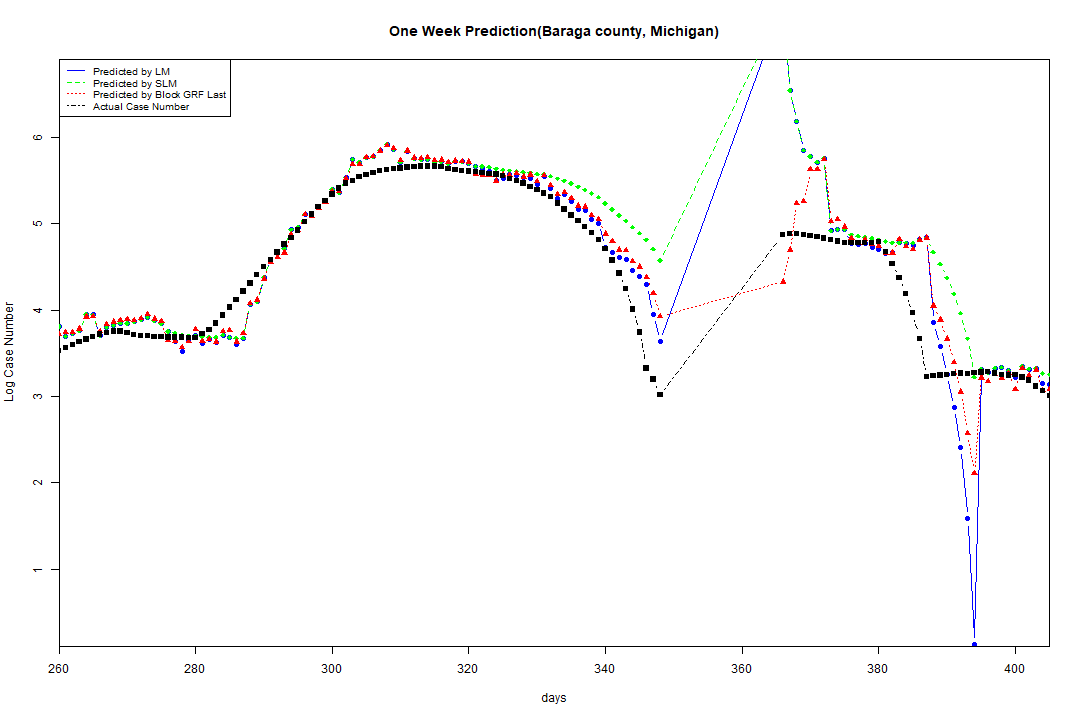 One Week Prediction(Baraga county, Michigan)
Predicted by LM
Predicted by SLM
Predicted by Block GRF Last
Actual Case Number
Log Case Number
6
5
4
3
2
1
260 280 300 320 340 360 380 400
days